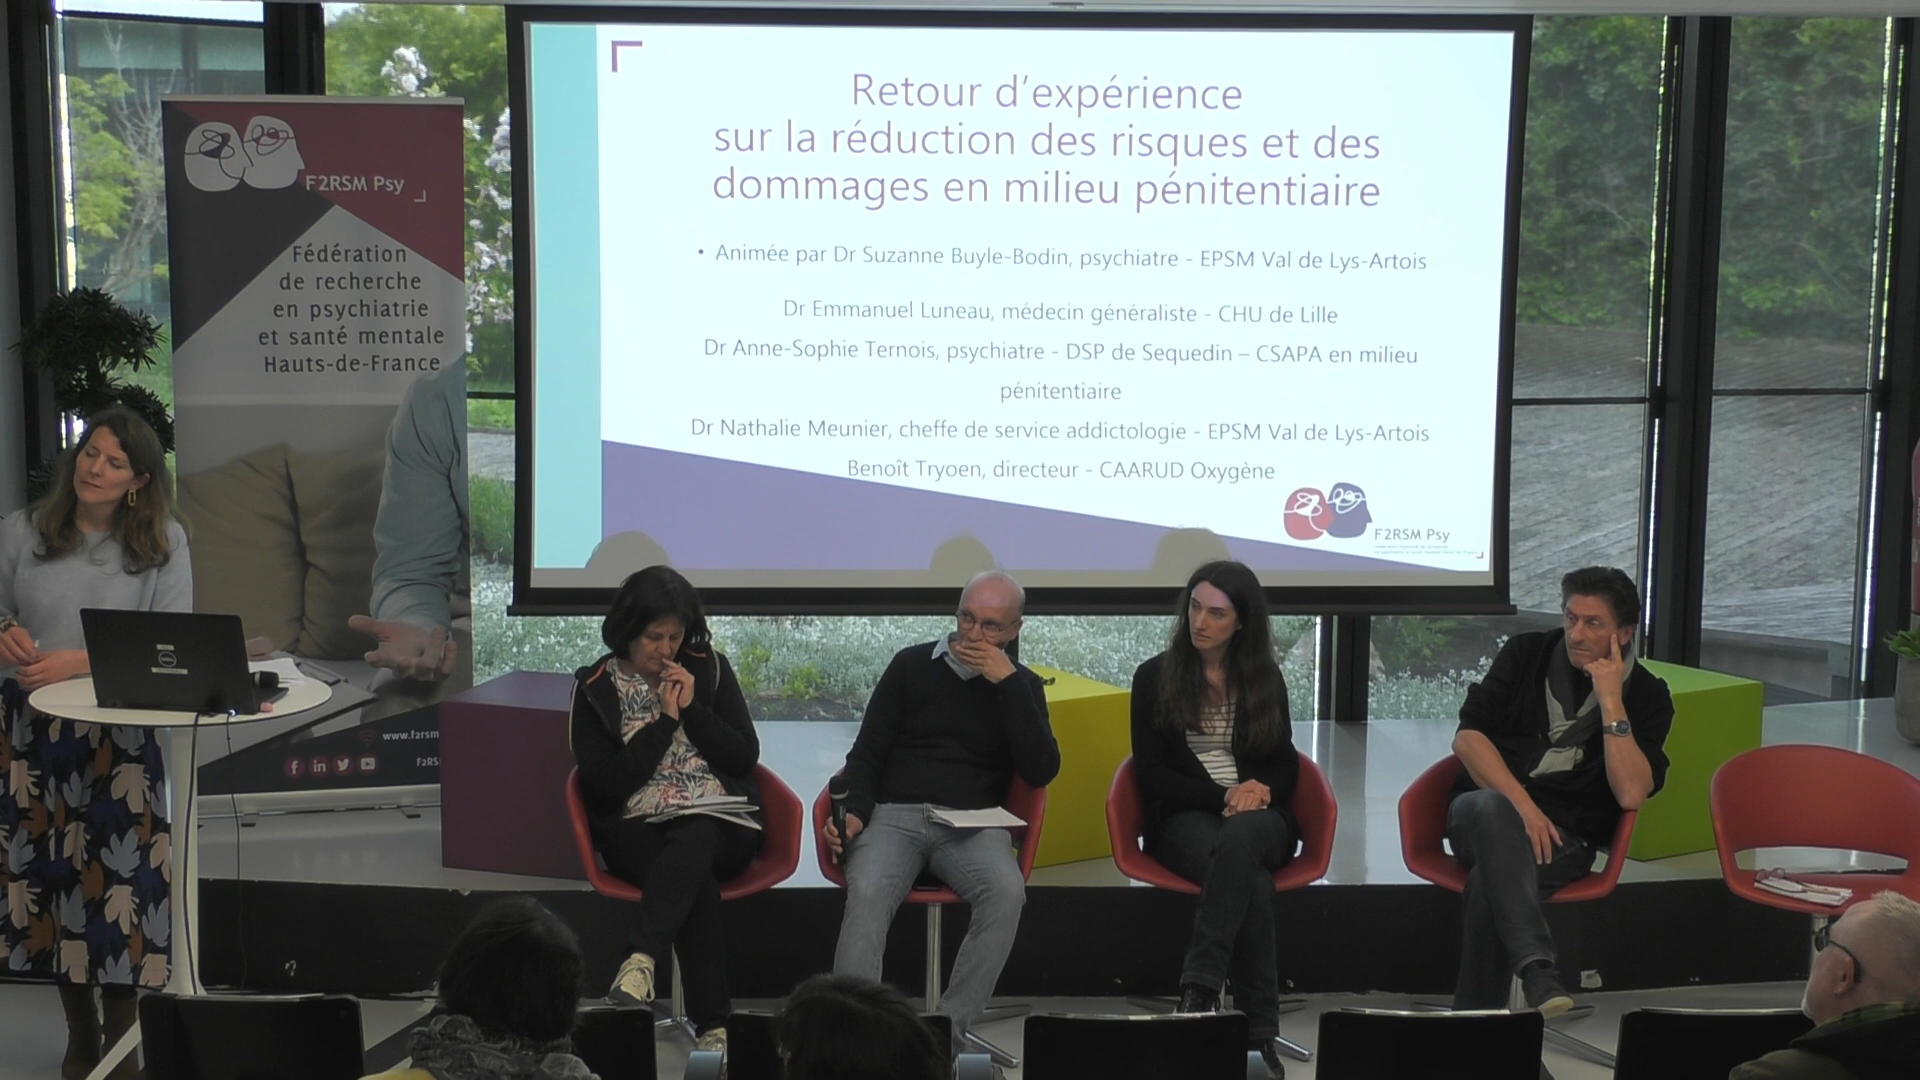 F2RSM Psy
Fédération
de recherche
en psychiatrie
et santé mentale
Hauts-de-France
www.f2rsm
F2RS
Retour d'expérience
sur la réduction des risques et des
dommages en milieu pénitentiaire
• Animée par Dr Suzanne Buyle-Bodin, psychiatre - EPSM Val de Lys-Artois
Dr Emmanuel Luneau, médecin généraliste - CHU de Lille
Dr Anne-Sophie Ternois, psychiatre - DSP de Sequedin – CSAPA en milieu
pénitentiaire
Dr Nathalie Meunier, cheffe de service addictologie - EPSM Val de Lys-Artois
Benoît Tryoen, directeur - CAARUD Oxygène
F2RSM Psy
DELL